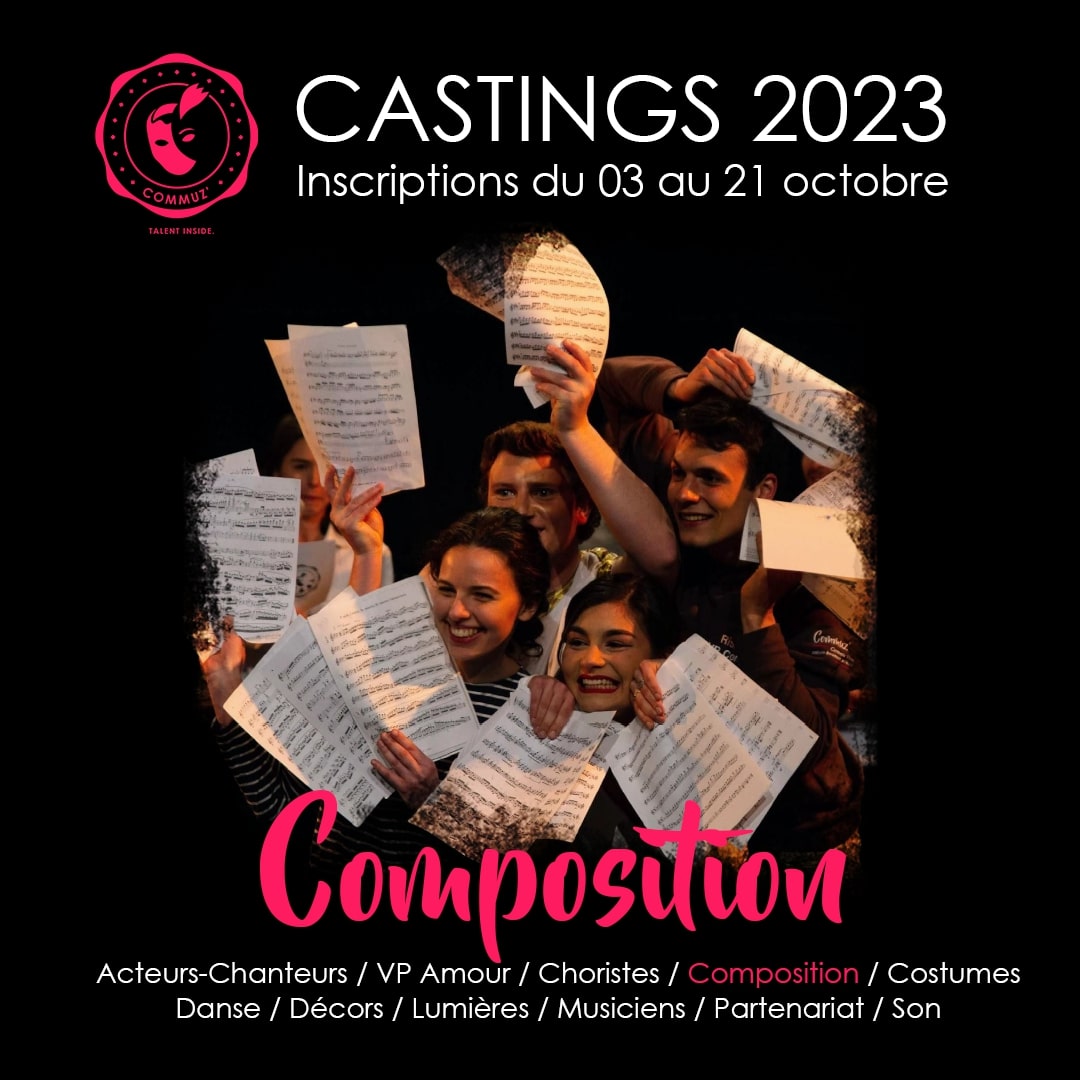 CASTINGS 2023
Inscriptions du 03 au 21 octobre
COMMUZ'
TALENT INSIDE.
Commuz'
Composition
Acteurs-Chanteurs / VP Amour / Choristes / Composition / Costumes
Danse / Décors / Lumières / Musiciens / Partenariat / Son